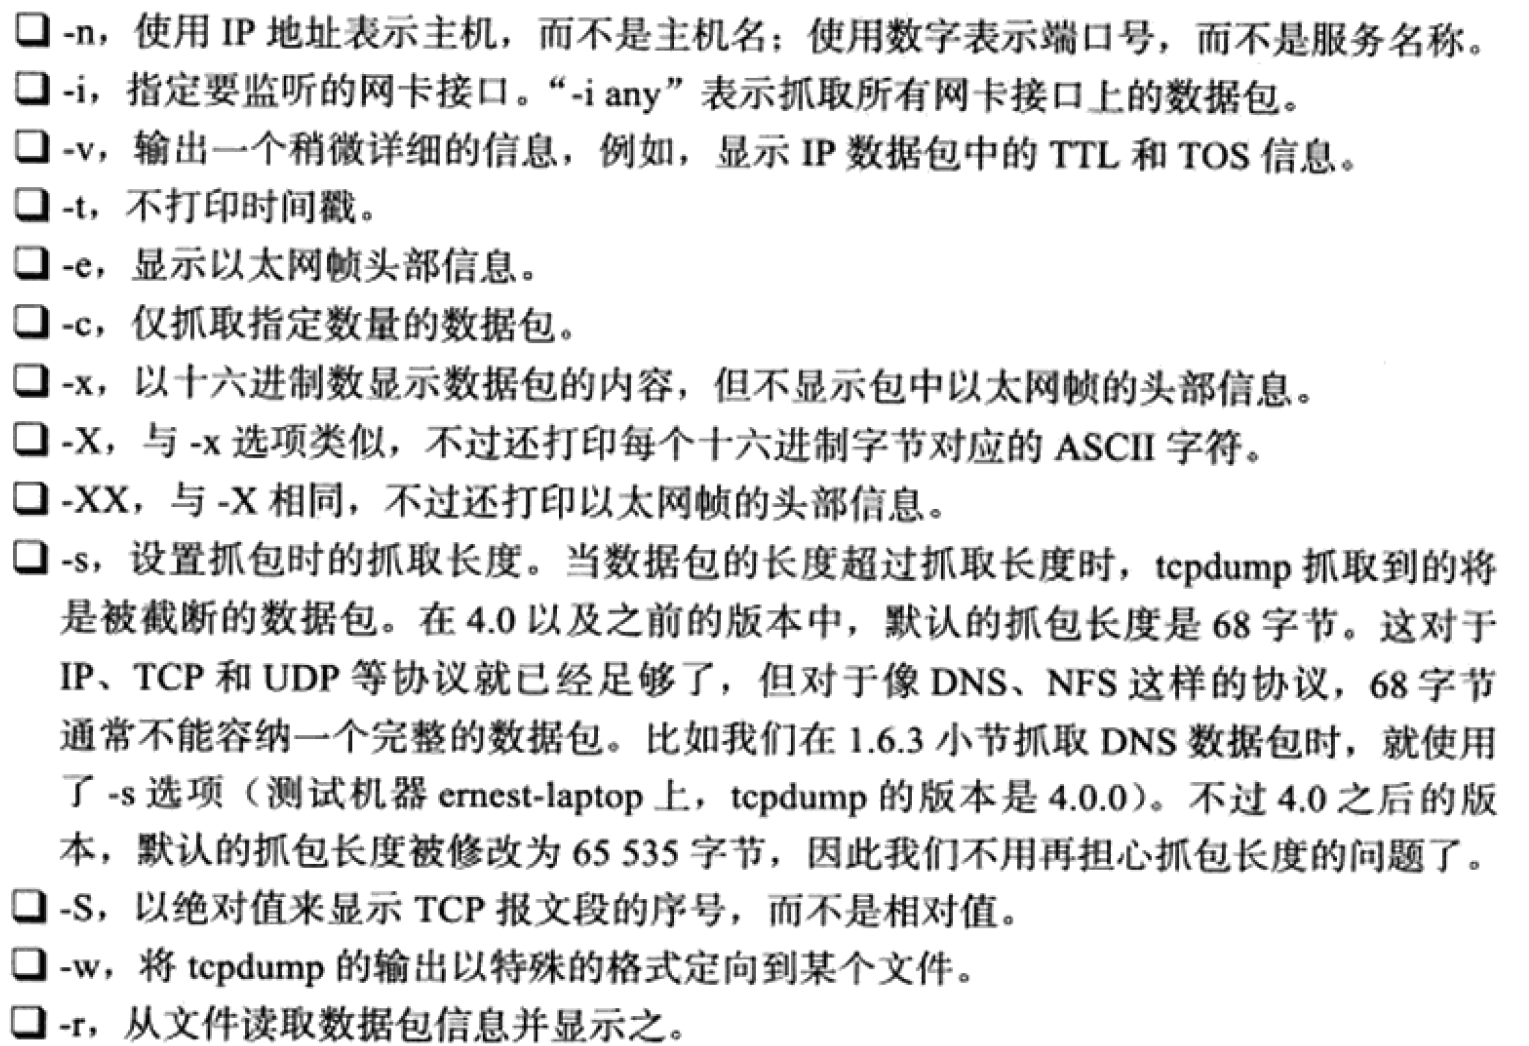 ❑ -n，使用 IP 地址表示主机，而不是主机名；使用数字表示端口号，而不是服务名称。
❑ -i，指定要监听的网卡接口。“-i any”表示抓取所有网卡接口上的数据包。
❑ -v，输出一个稍微详细的信息，例如，显示 IP 数据包中的 TTL 和 TOS 信息。
❑ -t，不打印时间戳。
❑ -e，显示以太网帧头部信息。
❑ -c，仅抓取指定数量的数据包。
❑ -x，以十六进制数显示数据包的内容，但不显示包中以太网帧的头部信息。
❑ -X，与 -x 选项类似，不过还打印每个十六进制字节对应的 ASCII 字符。
❑ -XX，与 -X 相同，不过还打印以太网帧的头部信息。
❑ -s，设置抓包时的抓取长度。当数据包的长度超过抓取长度时，tcpdump 抓取到的将
是被截断的数据包。在 4.0 以及之前的版本中，默认的抓包长度是 68 字节。这对于
IP、TCP 和 UDP 等协议就已经足够了，但对于像 DNS、NFS 这样的协议，68 字节
通常不能容纳一个完整的数据包。比如我们在 1.6.3 小节抓取 DNS 数据包时，就使用
了 -s 选项（测试机器 ernest-laptop 上，tcpdump 的版本是 4.0.0）。不过 4.0 之后的版
本，默认的抓包长度被修改为 65 535 字节，因此我们不用再担心抓包长度的问题了。
❑ -S，以绝对值来显示 TCP 报文段的序号，而不是相对值。
❑ -w，将 tcpdump 的输出以特殊的格式定向到某个文件。
❑ -r，从文件读取数据包信息并显示之。